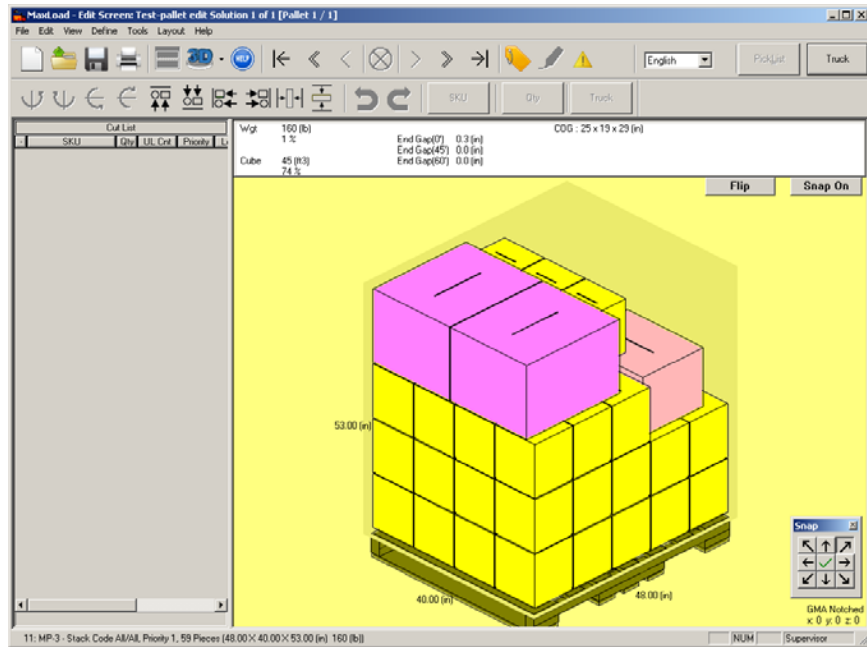 MaxLoad - Edit Screen: Test-pallet edit Solution 1 of 1 [Pallet 1 / 1]
File Edit View Define Tools Layout Help
3D HELP English PickList Truck
SKU Qty Truck
Cut List
- SKU Qty UL Cnt Priority
Wgt 160 (lb) COG : 25 x 19 x 29 (in)
1 % End Gap(0') 0.3 (in)
End Gap(45') 0.0 (in)
Cube 45 (ft3) End Gap(60') 0.0 (in)
74 %
Flip Snap On
53.00 (in)
40.00 (in)
48.00 (in)
Snap
GMA Notched
x: 0 y: 0 z: 0
11: MP-3 - Stack Code All/All, Priority 1, 59 Pieces (48.00 X 40.00 X 53.00 (in) 160 (lb)) NUM Supervisor